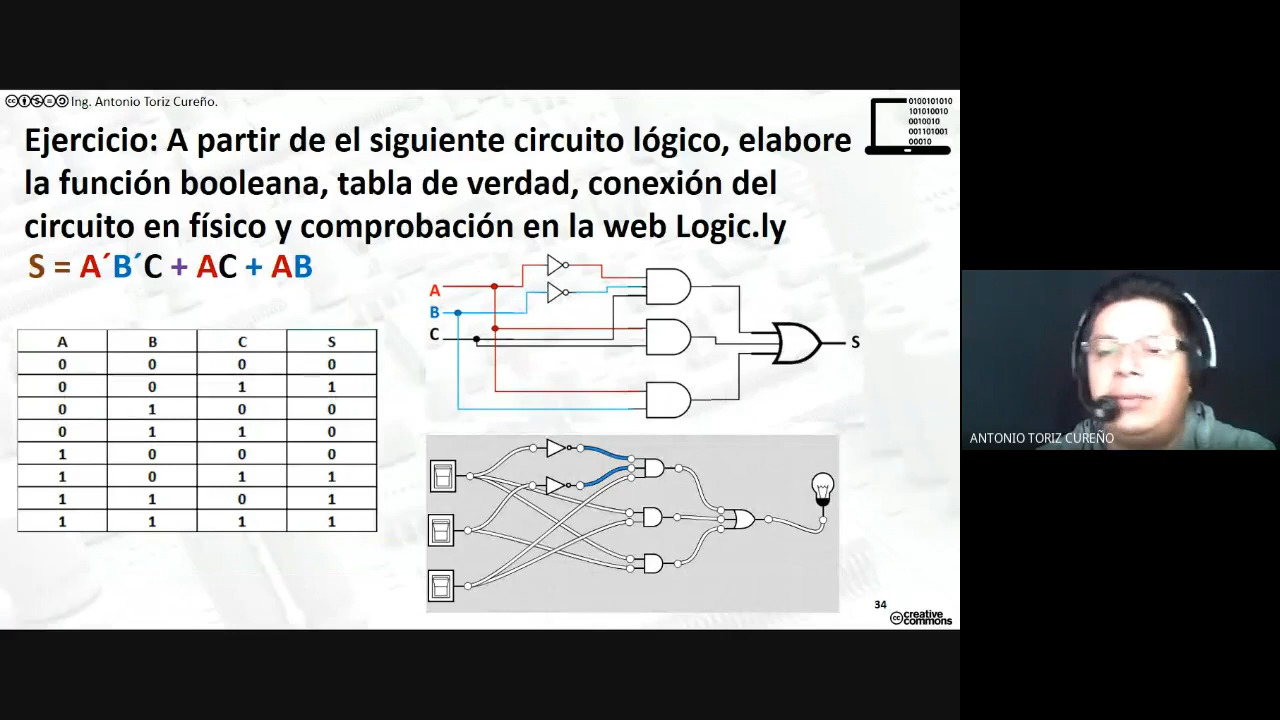 Ing. Antonio Toriz Cureño.
0100101010
101010010
0010010
001101001
00010
Ejercicio: A partir de el siguiente circuito lógico, elabore
la función booleana, tabla de verdad, conexión del
circuito en físico y comprobación en la web Logic.ly
S = A´B´C + AC + AB
A
B
C
S
A B C S
0 0 0 0
0 0 1 1
0 1 0 0
0 1 1 0
1 0 0 0
1 0 1 1
1 1 0 1
1 1 1 1
34
cc creative
commons
ANTONIO TORIZ CUREÑO